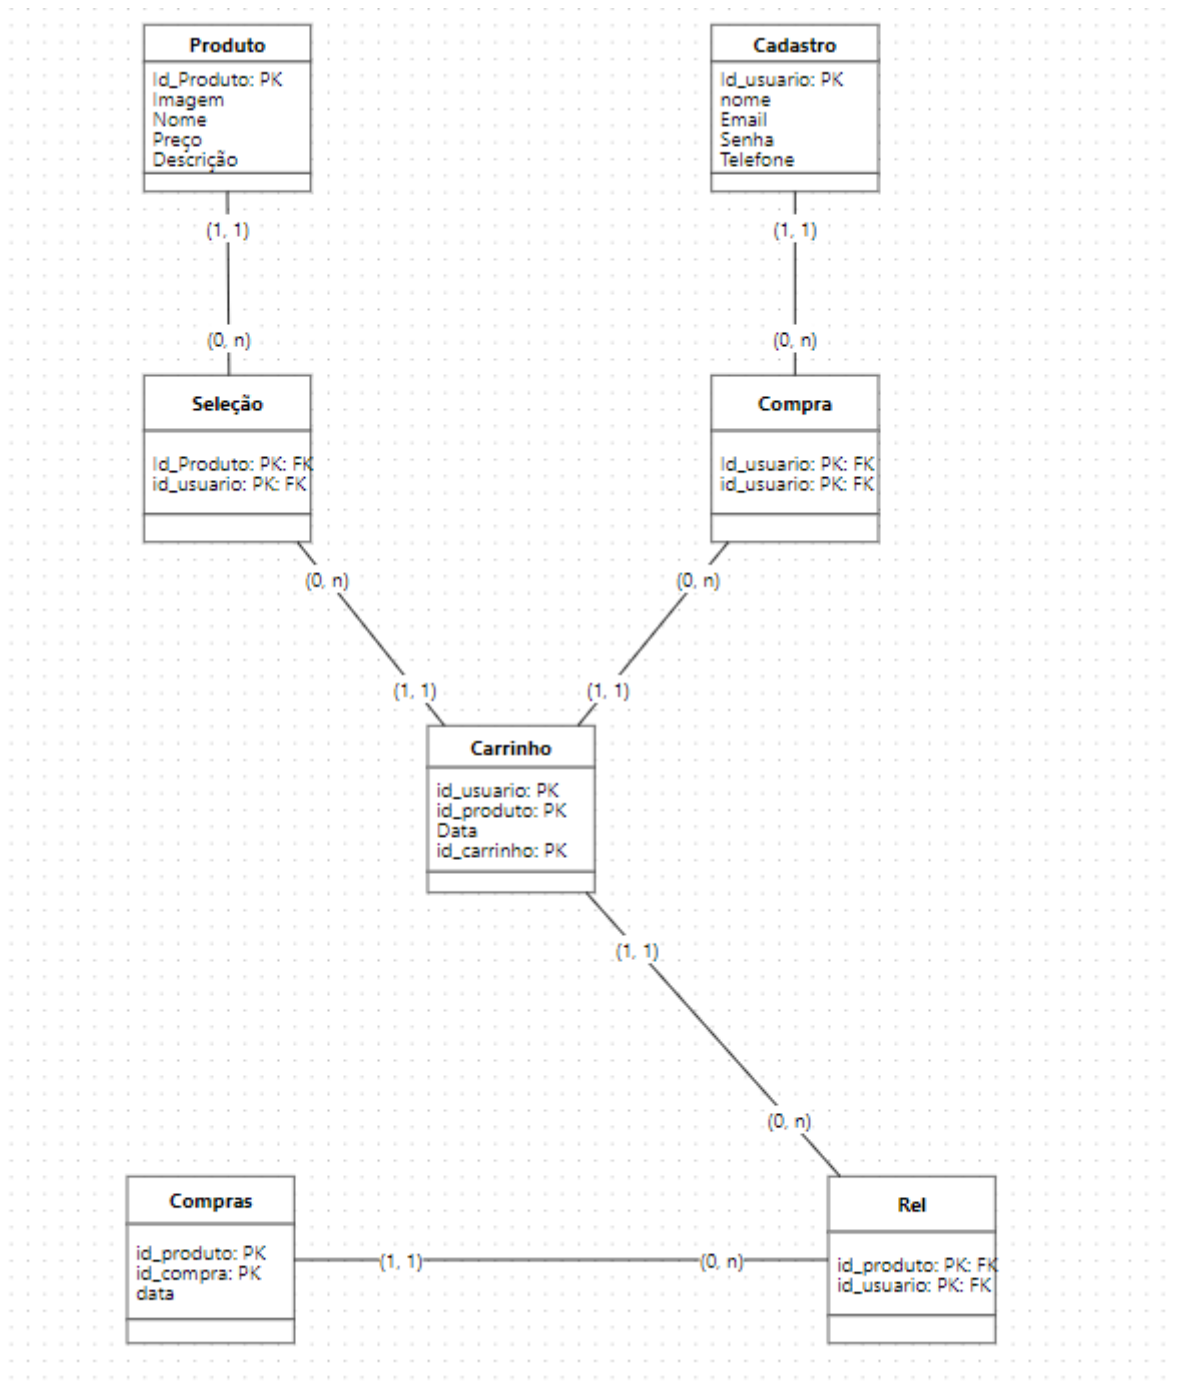 Produto
Id_Produto: PK
Imagem
Nome
Preço
Descrição
Cadastro
Id_usuario: PK
nome
Email
Senha
Telefone
(1, 1)
(1, 1)
(0, n)
(0, n)
Seleção
Id_Produto: PK: FK
id_usuario: PK: FK
Compra
Id_usuario: PK: FK
id_usuario: PK: FK
(0, n)
(0, n)
(1, 1)
(1, 1)
Carrinho
id_usuario: PK
id_produto: PK
Data
id_carrinho: PK
(1, 1)
(0, n)
Compras
id_produto: PK
id_compra: PK
data
(1, 1)
(0, n)
Rel
id_produto: PK: FK
id_usuario: PK: FK